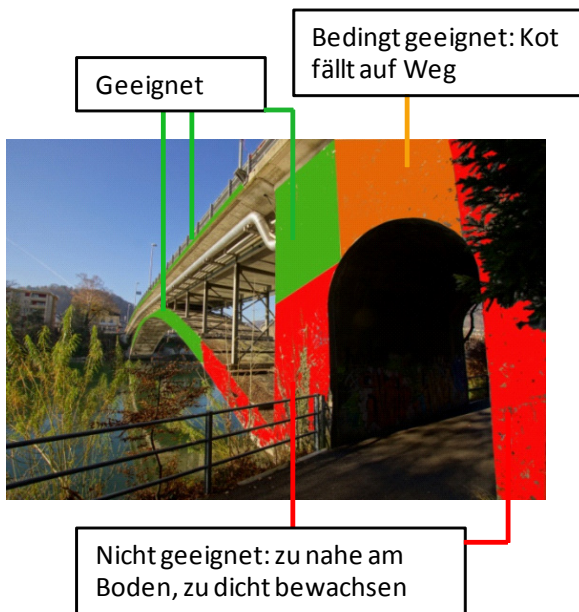 Bedingt geeignet: Kot
fällt auf Weg
Geeignet
Nicht geeignet: zu nahe am
Boden, zu dicht bewachsen